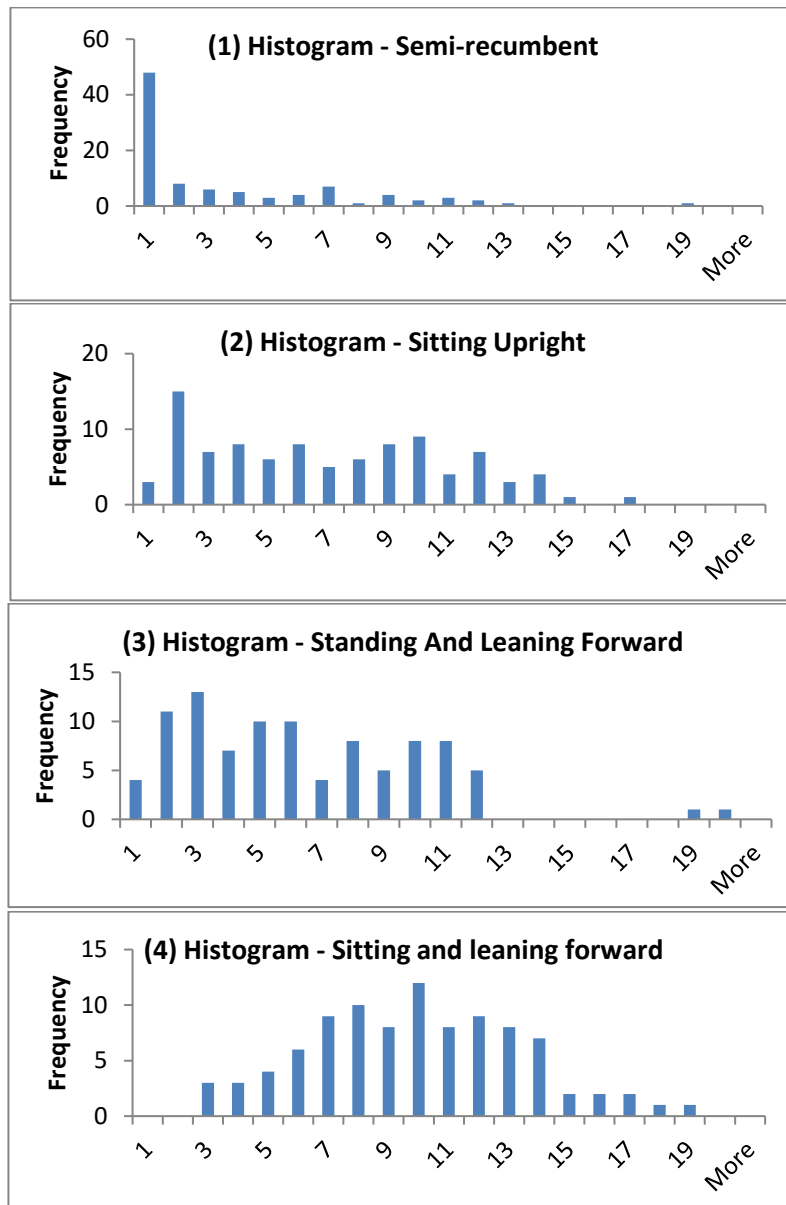 (1) Histogram - Semi-recumbent
Frequency
60
40
20
0
1 3 5 7 9 11 13 15 17 19 More
(2) Histogram - Sitting Upright
Frequency
20
10
0
1 3 5 7 9 11 13 15 17 19 More
(3) Histogram - Standing And Leaning Forward
Frequency
15
10
5
0
1 3 5 7 9 11 13 15 17 19 More
(4) Histogram - Sitting and leaning forward
Frequency
15
10
5
0
1 3 5 7 9 11 13 15 17 19 More